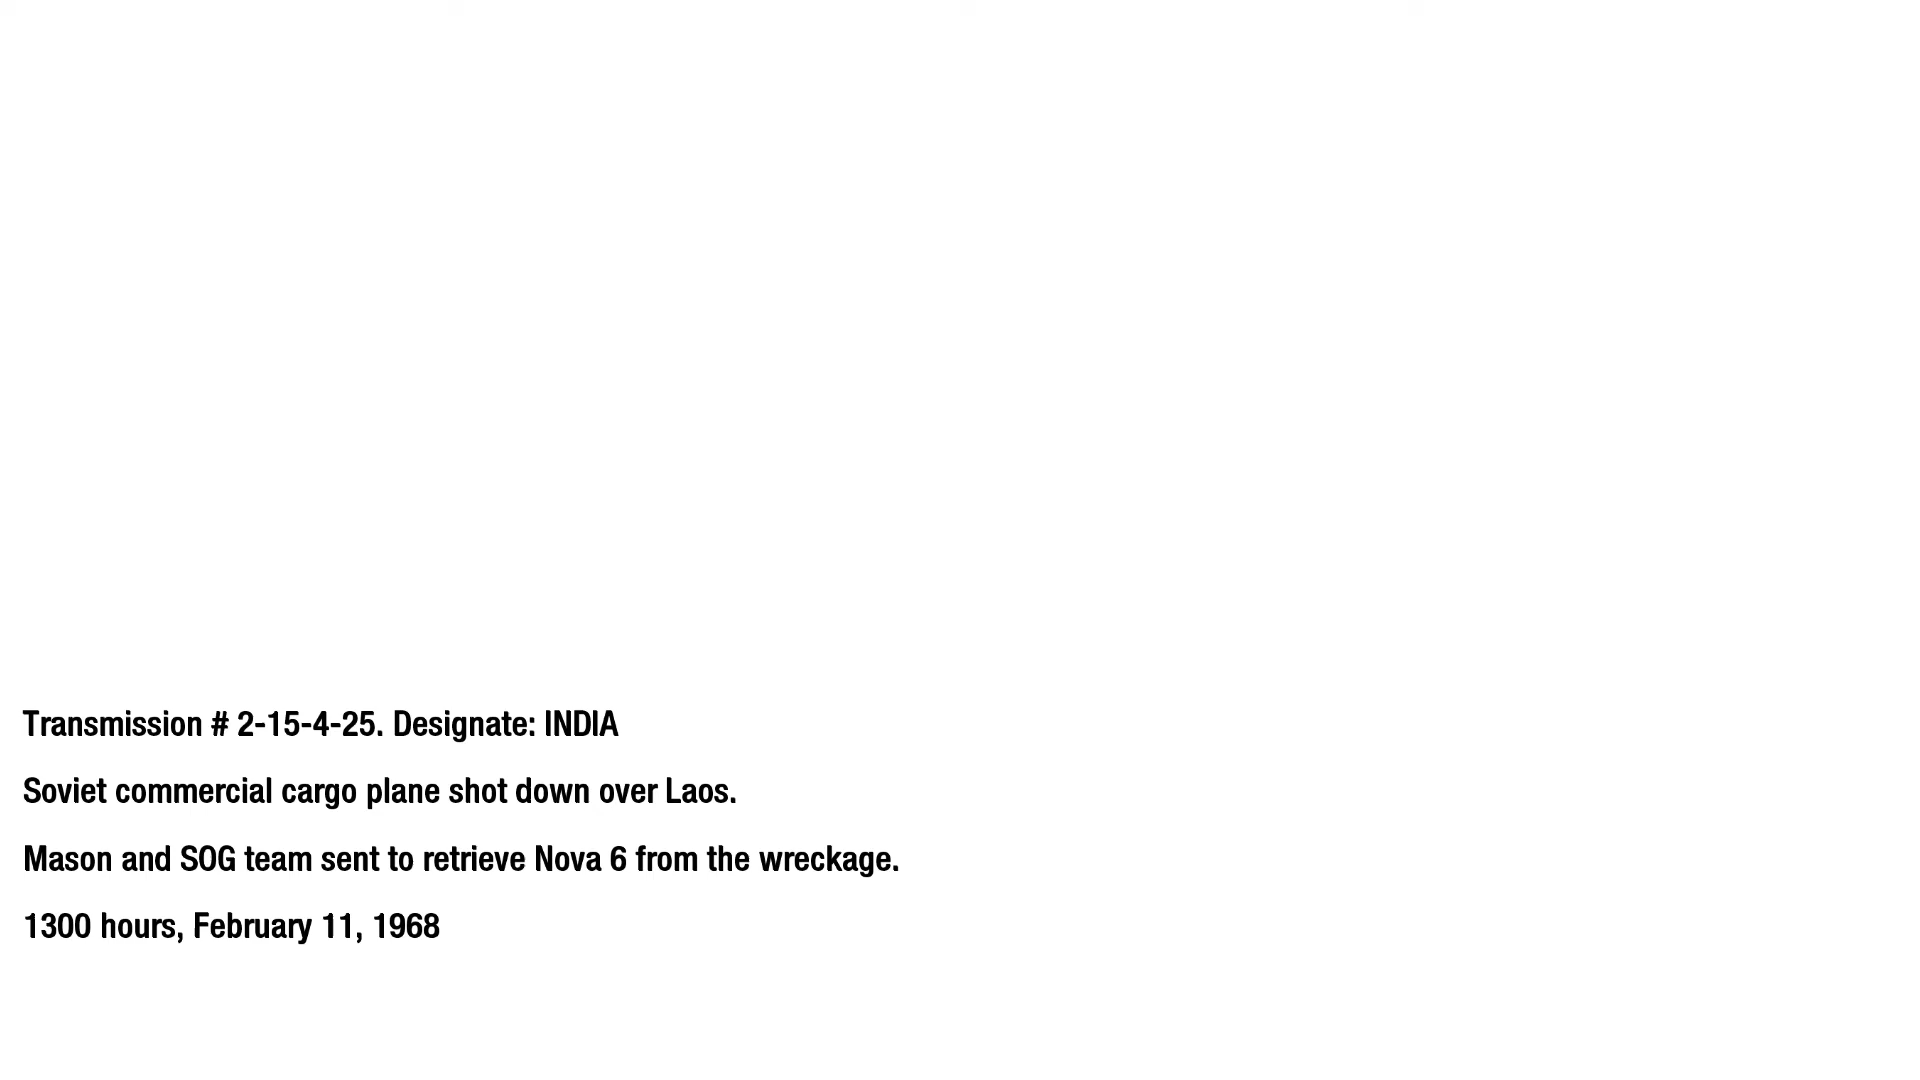 Transmission # 2-15-4-25. Designate: INDIA
Soviet commercial cargo plane shot down over Laos.
Mason and SOG team sent to retrieve Nova 6 from the wreckage.
1300 hours, February 11, 1968